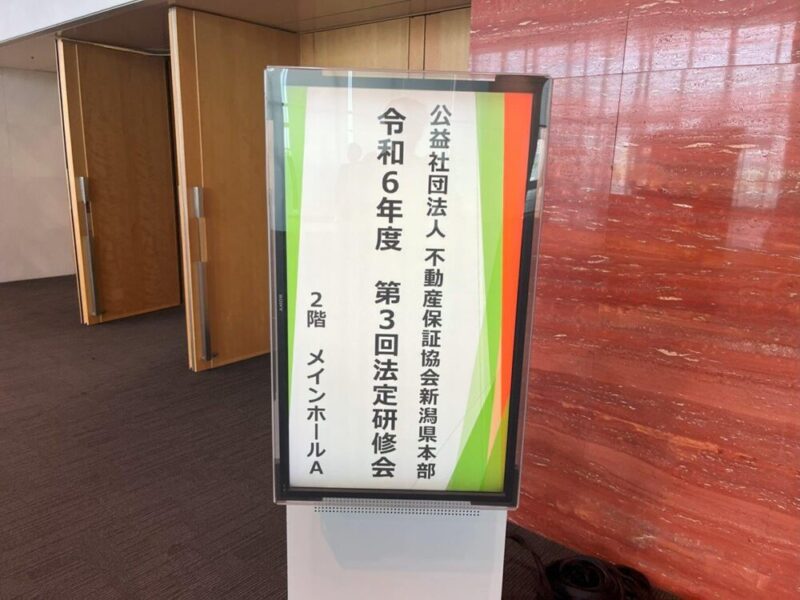 公益社団法人 不動産保証協会新潟県本部
令和6年度 第3回法定研修会
2階 メインホールA
SONY